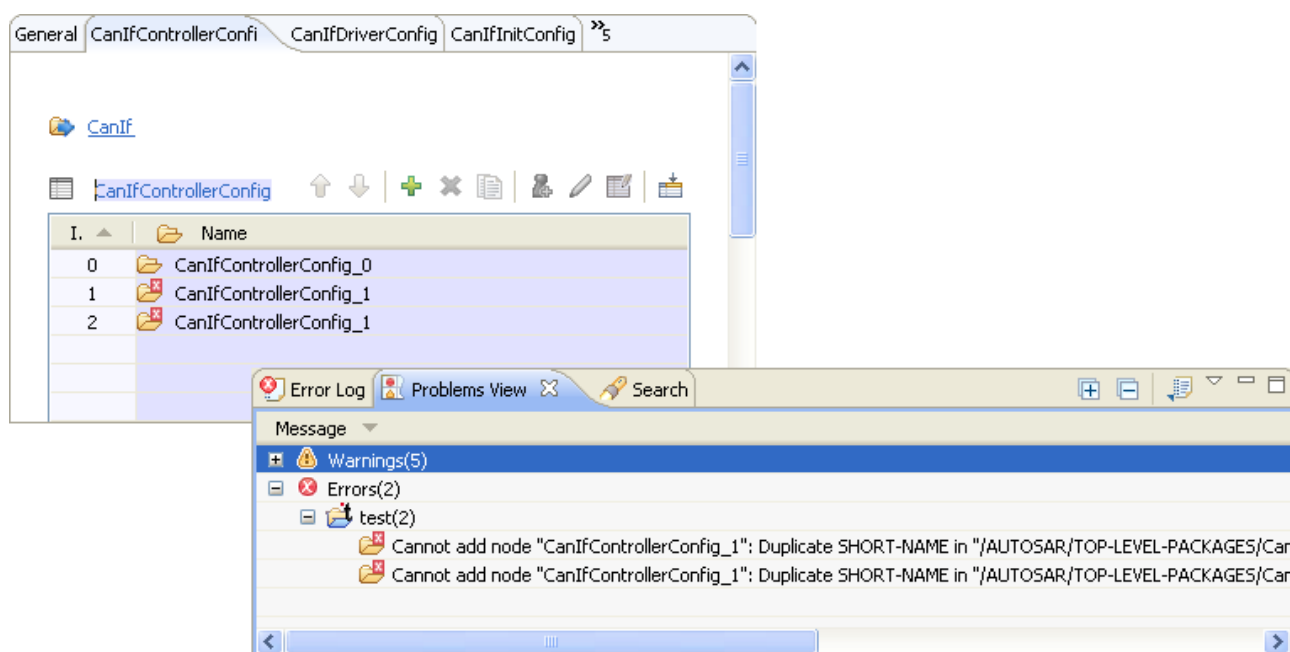 General CanIfControllerConfi CanIfDriverConfig CanIfInitConfig »5
CanIf
CanIfControllerConfig
I. Name
0 CanIfControllerConfig_0
1 CanIfControllerConfig_1
2 CanIfControllerConfig_1
Error Log Problems View Search
Message
Warnings(5)
Errors(2)
test(2)
Cannot add node "CanIfControllerConfig_1": Duplicate SHORT-NAME in "/AUTOSAR/TOP-LEVEL-PACKAGES/Can
Cannot add node "CanIfControllerConfig_1": Duplicate SHORT-NAME in "/AUTOSAR/TOP-LEVEL-PACKAGES/Can